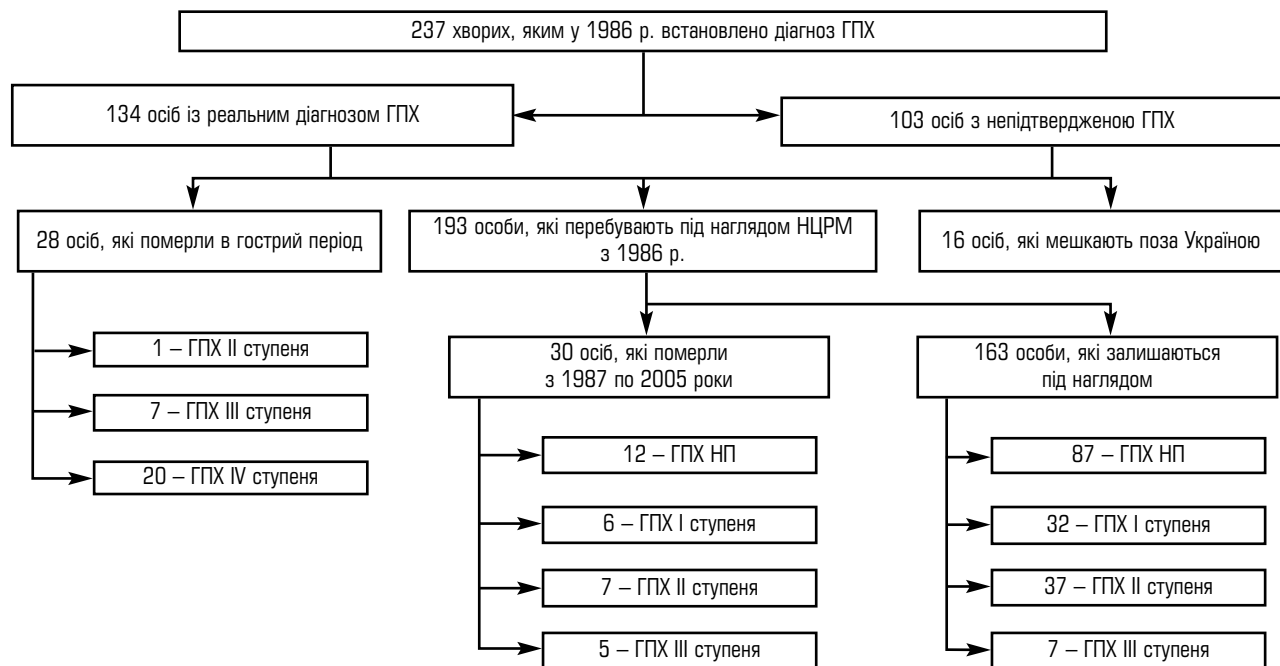 237 хворих, яким у 1986 р. встановлено діагноз ГПХ
134 осіб із реальним діагнозом ГПХ
103 осіб з непідтвердженою ГПХ
28 осіб, які померли в гострий період
193 особи, які перебувають під наглядом НЦРМ
з 1986 р.
16 осіб, які мешкають поза Україною
1 – ГПХ II ступеня
7 – ГПХ III ступеня
20 – ГПХ IV ступеня
30 осіб, які померли
з 1987 по 2005 роки
163 особи, які залишаються
під наглядом
12 – ГПХ НП
6 – ГПХ I ступеня
7 – ГПХ II ступеня
5 – ГПХ III ступеня
87 – ГПХ НП
32 – ГПХ I ступеня
37 – ГПХ II ступеня
7 – ГПХ III ступеня